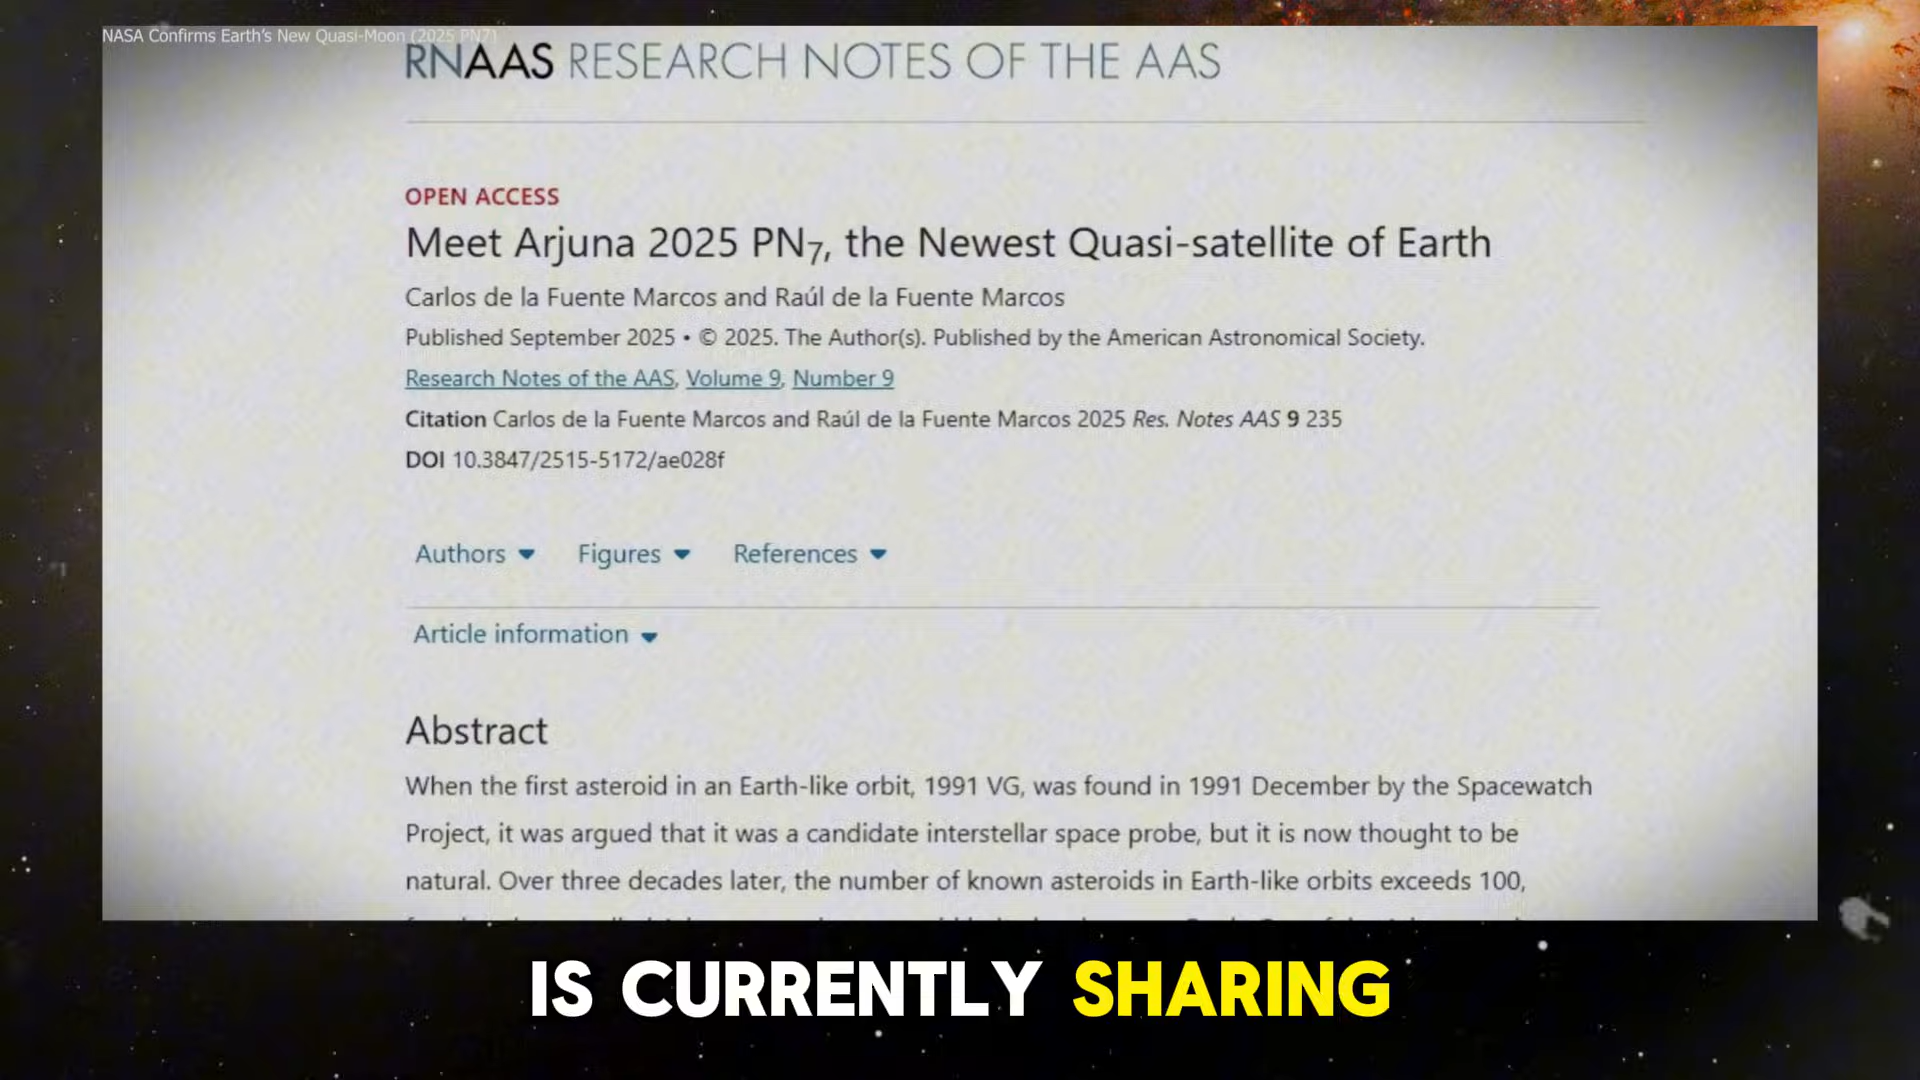 NASA Confirms Earth's New Quasi-Moon (2025 PN7)
RNAAS RESEARCH NOTES OF THE AAS
OPEN ACCESS
Meet Arjuna 2025 PN₇, the Newest Quasi-satellite of Earth
Carlos de la Fuente Marcos and Raúl de la Fuente Marcos
Published September 2025 • © 2025. The Author(s). Published by the American Astronomical Society.
Research Notes of the AAS, Volume 9, Number 9
Citation Carlos de la Fuente Marcos and Raúl de la Fuente Marcos 2025 Res. Notes AAS 9 235
DOI 10.3847/2515-5172/ae028f
Authors Figures References
Article information
Abstract
When the first asteroid in an Earth-like orbit, 1991 VG, was found in 1991 December by the Spacewatch
Project, it was argued that it was a candidate interstellar space probe, but it is now thought to be
natural. Over three decades later, the number of known asteroids in Earth-like orbits exceeds 100,
IS CURRENTLY SHARING